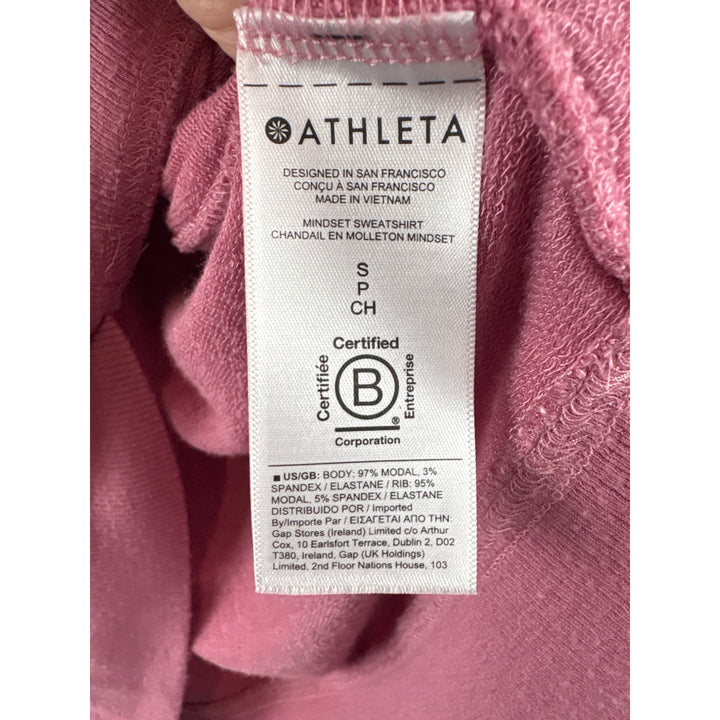 ATHLETA
DESIGNED IN SAN FRANCISCO
CONÇU À SAN FRANCISCO
MADE IN VIETNAM
MINDSET SWEATSHIRT
CHANDAIL EN MOLLETON MINDSET
S
P
CH
Certified
Certifiée
B
Entreprise
®
Corporation
■ US/GB: BODY: 97% MODAL, 3%
SPANDEX / ELASTANE / RIB: 95%
MODAL, 5% SPANDEX / ELASTANE
DISTRIBUIDO POR / Imported
By/Importe Par / ΕΙΣΑΓΕΤΑΙ ΑΠΟ ΤΗΝ:
Gap Stores (Ireland) Limited c/o Arthur
Cox, 10 Earlsfort Terrace, Dublin 2, D02
T380, Ireland, Gap (UK Holdings)
Limited, 2nd Floor Nations House, 103